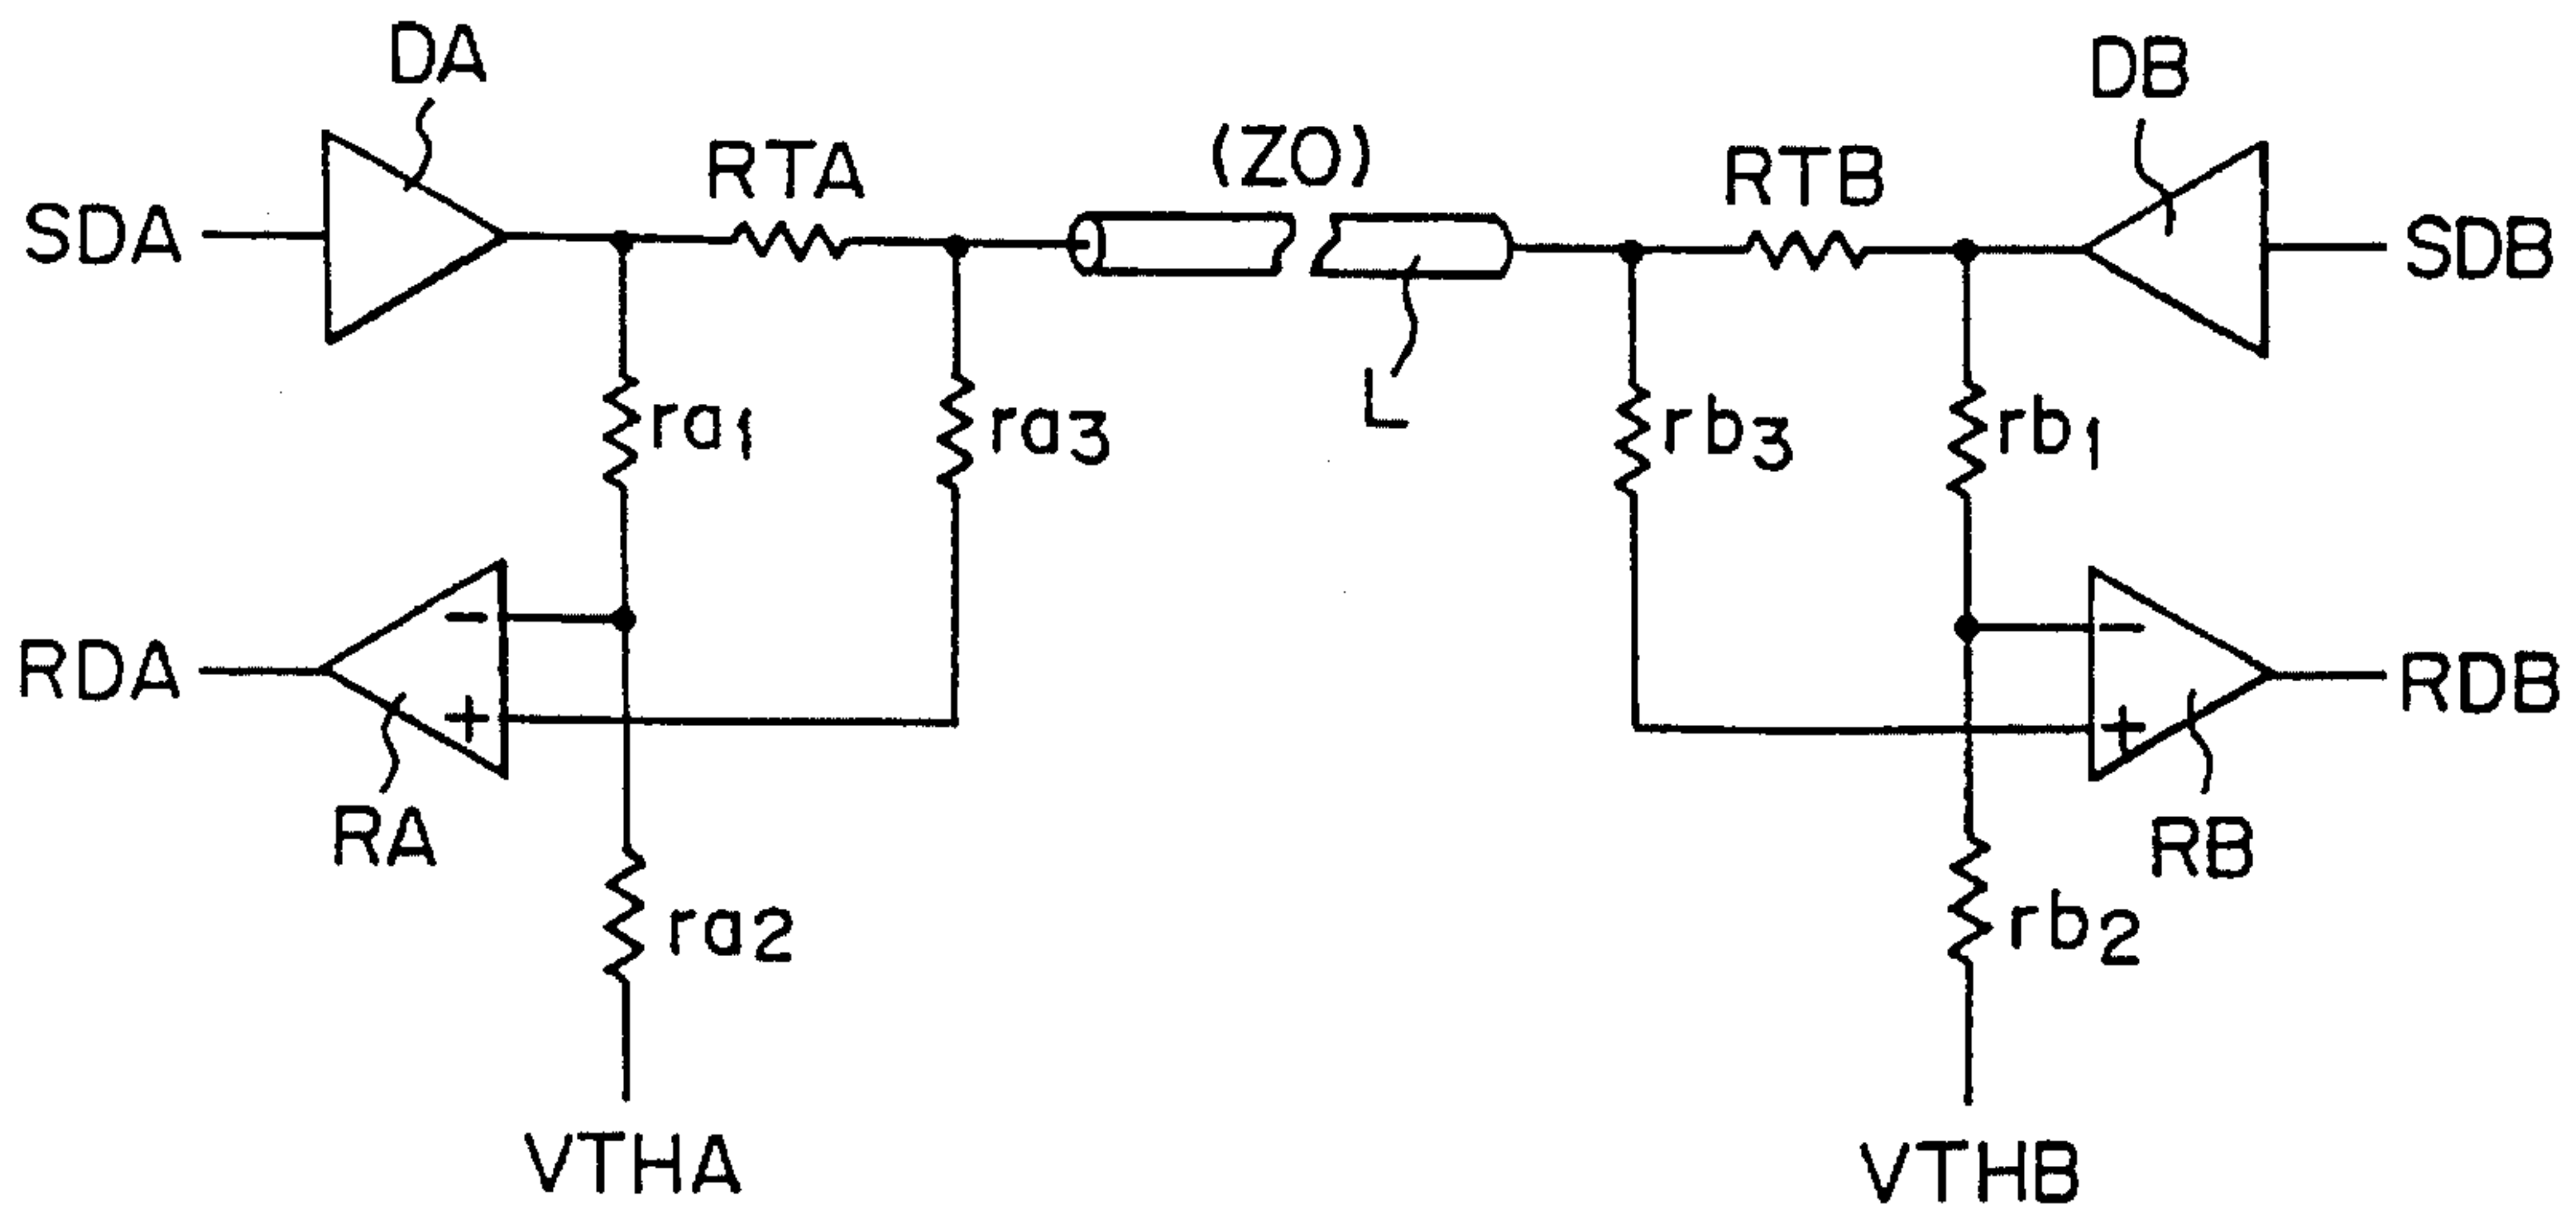 DA
DB
(ZO)
RTA
RTB
SDA
SDB
L
ra1
ra3
rb3
rb1
-
-
RDA
RDB
+
+
RA
RB
ra2
rb2
VTHA
VTHB